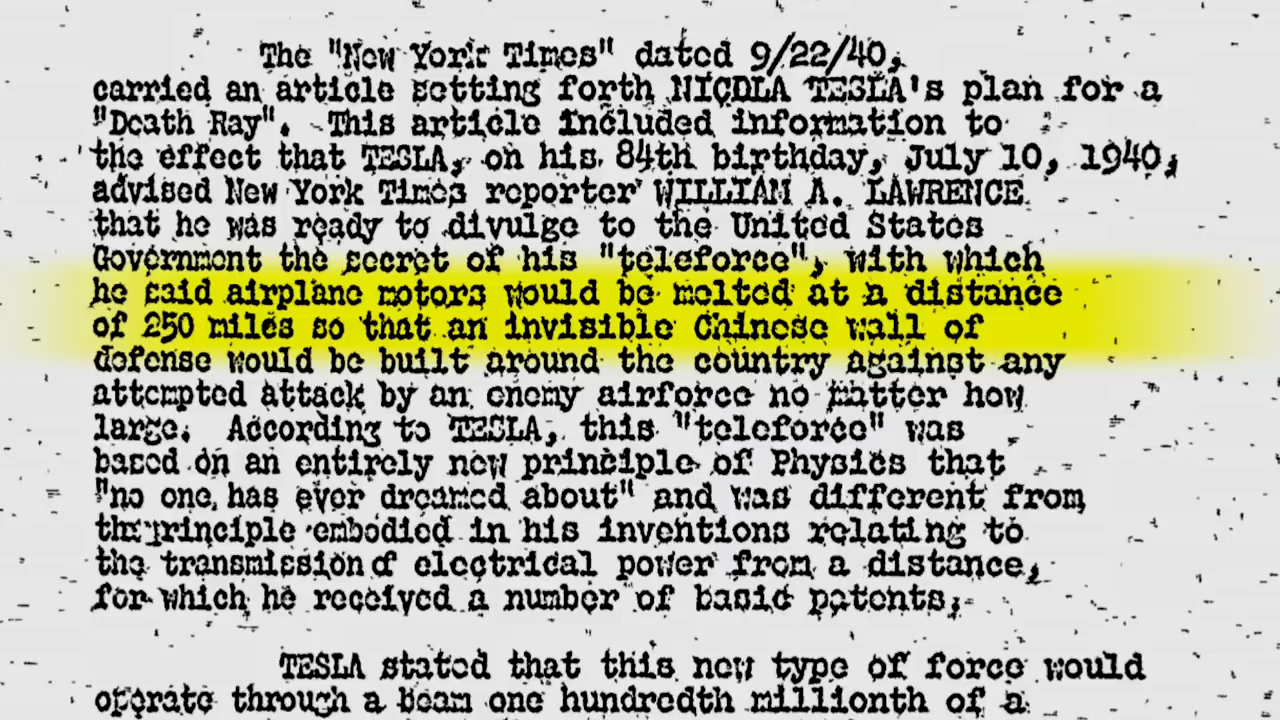 The "New York Times" dated 9/22/40,
carried an article setting forth NICOLA TESLA's plan for a
"Death Ray". This article included information to
the effect that TESLA, on his 84th birthday, July 10, 1940,
advised New York Times reporter WILLIAM A. LAWRENCE
that he was ready to divulge to the United States
Government the secret of his "teleforce", with which
he said airplane motors would be melted at a distance
of 250 miles so that an invisible Chinese wall of
defense would be built around the country against any
attempted attack by an enemy airforce no matter how
large. According to TESLA, this "teleforce" was
based on an entirely new principle of Physics that
"no one has ever dreamed about" and was different from
the principle embodied in his inventions relating to
the transmission of electrical power from a distance,
for which he received a number of basic patents.
TESLA stated that this new type of force would
operate through a beam one hundredth millionth of a